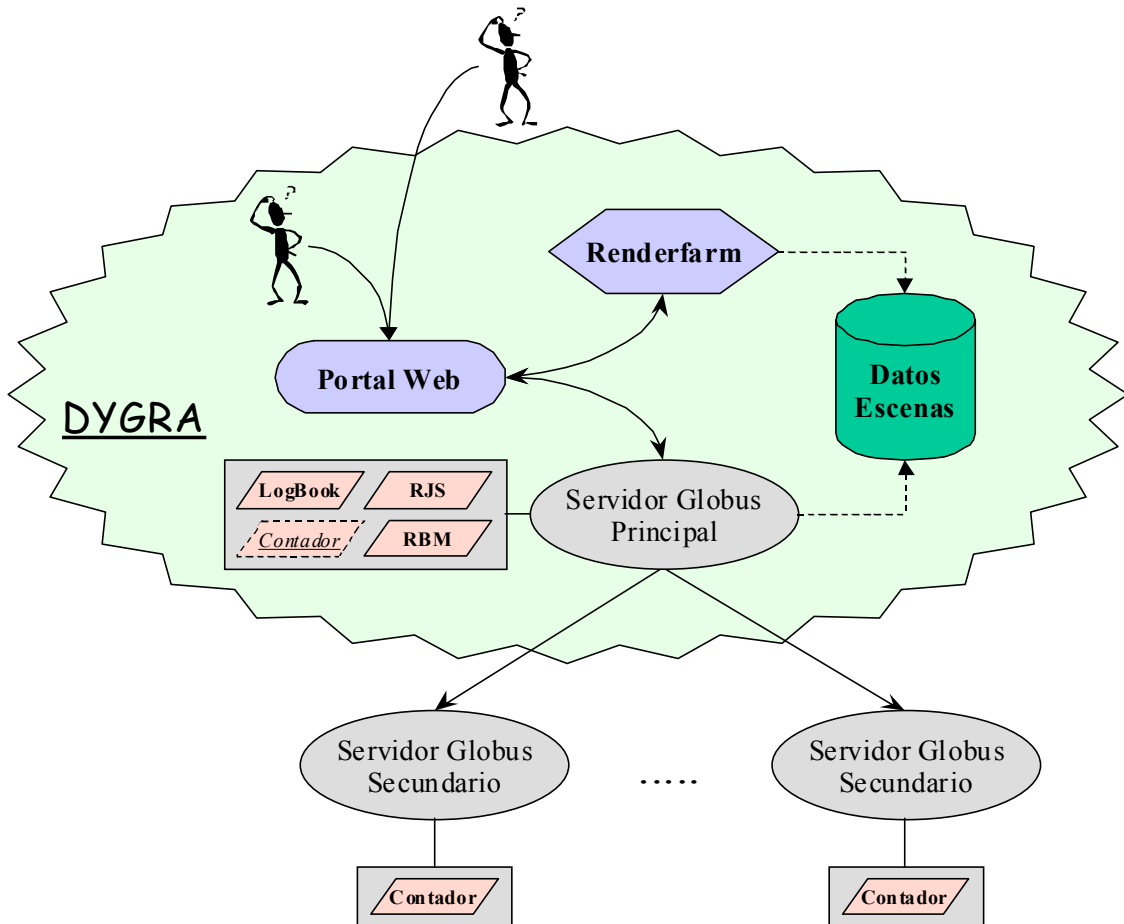 ?
?
Renderfarm
Portal Web
Datos
Escenas
DYGRA
LogBook
RJS
Contador
RBM
Servidor Globus
Principal
Servidor Globus
Secundario
.....
Servidor Globus
Secundario
Contador
Contador